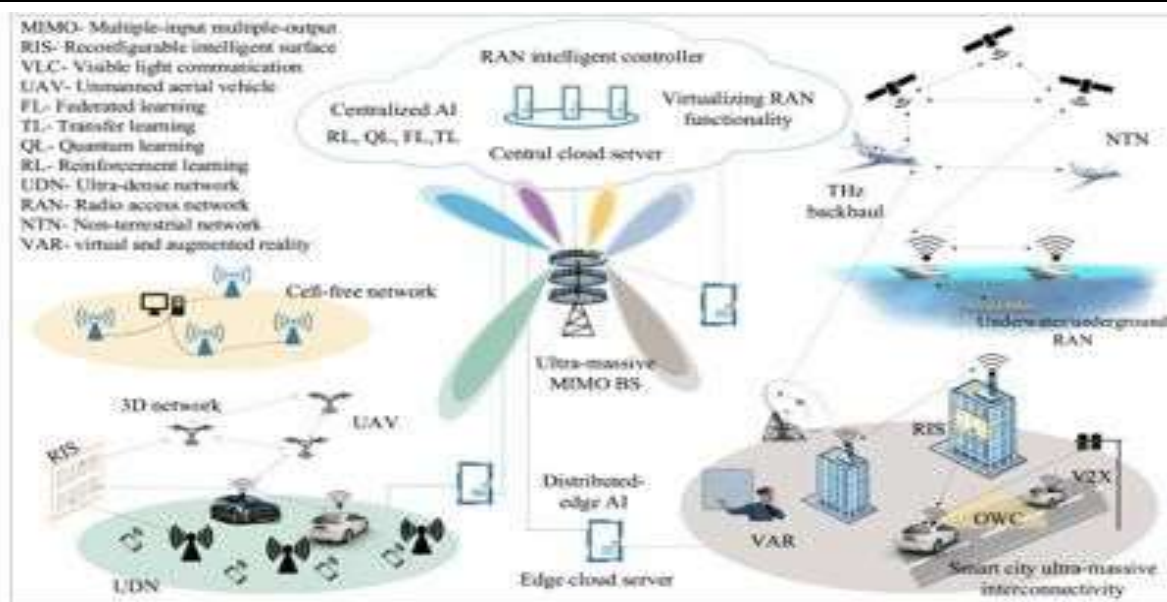 MIMO- Multiple-input multiple-output
RIS- Reconfigurable intelligent surface
VLC- Visible light communication
UAV- Unmanned aerial vehicle
FL- Federated learning
TL- Transfer learning
QL- Quantum learning
RL- Reinforcement learning
UDN- Ultra-dense network
RAN- Radio access network
NTN- Non-terrestrial network
VAR- virtual and augmented reality
RAN intelligent controller
Centralized AI
RL, QL, FL,TL
Virtualizing RAN
functionality
Central cloud server
NTN
THz
backhaul
Underwater/underground
RAN
Cell-free network
Ultra-massive
MIMO BS
3D network
UAV
RIS
UDN
Distributed-
edge AI
Edge cloud server
RIS
V2X
VAR
OWC
Smart city ultra-massive
interconnectivity